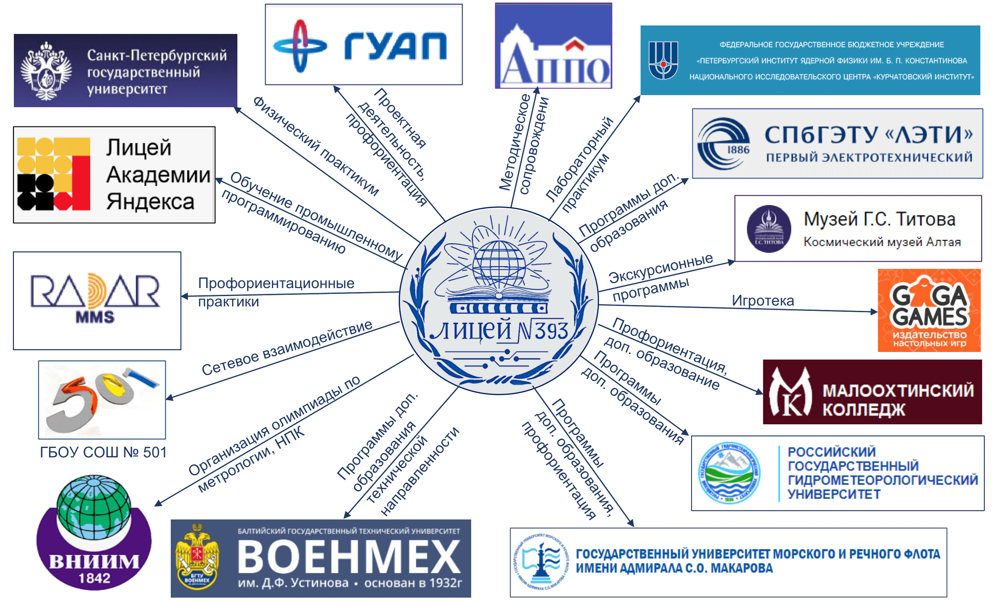 Санкт-Петербургский
государственный
университет
ГУАП
Аппо
ФЕДЕРАЛЬНОЕ ГОСУДАРСТВЕННОЕ БЮДЖЕТНОЕ УЧРЕЖДЕНИЕ
«ПЕТЕРБУРГСКИЙ ИНСТИТУТ ЯДЕРНОЙ ФИЗИКИ ИМ. Б. П. КОНСТАНТИНОВА
НАЦИОНАЛЬНОГО ИССЛЕДОВАТЕЛЬСКОГО ЦЕНТРА «КУРЧАТОВСКИЙ ИНСТИТУТ»
Физический практикум
Проектная
деятельность,
профориентация
Методическое
сопровождени
Лабораторный
практикум
1886
СПбГЭТУ «ЛЭТИ»
ПЕРВЫЙ ЭЛЕКТРОТЕХНИЧЕСКИЙ
Лицей
Академии
Яндекса
Обучение промышленному
программированию
Программы доп.
образования
Г.С. ТИТОВА
Музей Г.С. Титова
Космический музей Алтая
Экскурсионные
программы
RADAR
MMS
Профориентационные
практики
ЛИЦЕЙ №393
Игротека
GAGA
GAMES
издательство
настольных игр
501
ГБОУ СОШ № 501
Сетевое взаимодействие
Профориентация,
доп. образование
МК
МАЛООХТИНСКИЙ
КОЛЛЕДЖ
Программы
доп. образования
РОССИЙСКИЙ
ГОСУДАРСТВЕННЫЙ
ГИДРОМЕТЕОРОЛОГИЧЕСКИЙ
УНИВЕРСИТЕТ
Организация олимпиады по
метрологии, НПК
ВНИИМ
1842
Программы доп.
образования
технической
направленности
БГТУ
ВОЕНМЕХ
БАЛТИЙСКИЙ ГОСУДАРСТВЕННЫЙ ТЕХНИЧЕСКИЙ УНИВЕРСИТЕТ
ВОЕНМЕХ
им. Д.Ф. Устинова • основан в 1932г
Программы
доп. образования,
профориентация
ГОСУДАРСТВЕННЫЙ УНИВЕРСИТЕТ МОРСКОГО И РЕЧНОГО ФЛОТА
ИМЕНИ АДМИРАЛА С.О. МАКАРОВА